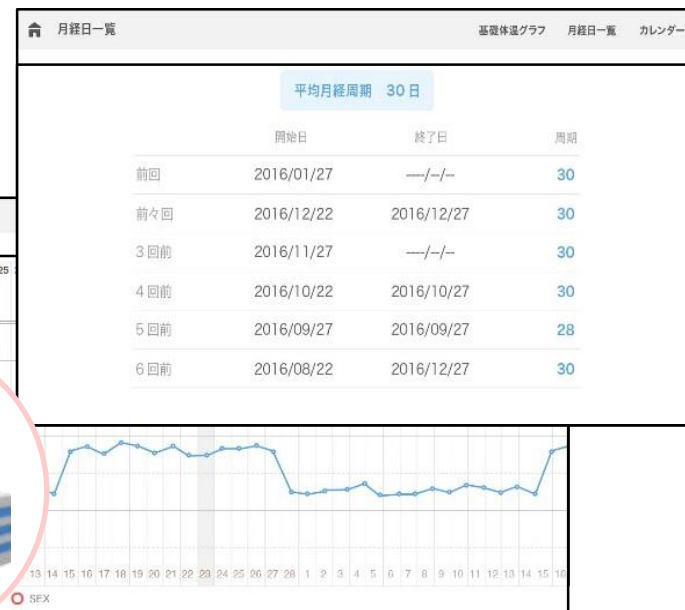 月経日一覧 基礎体温グラフ 月経日一覧 カレンダー
平均月経周期 30 日
開始日 終了日 周期
前回 2016/01/27 ----/--/-- 30
前々回 2016/12/22 2016/12/27 30
3 回前 2016/11/27 ----/--/-- 30
4 回前 2016/10/22 2016/10/27 30
5 回前 2016/09/27 2016/09/27 28
6 回前 2016/08/22 2016/12/27 30
25
13 14 15 16 17 18 19 20 21 22 23 24 25 26 27 28 1 2 3 4 5 6 7 8 9 10 11 12 13 14 15 16
SEX